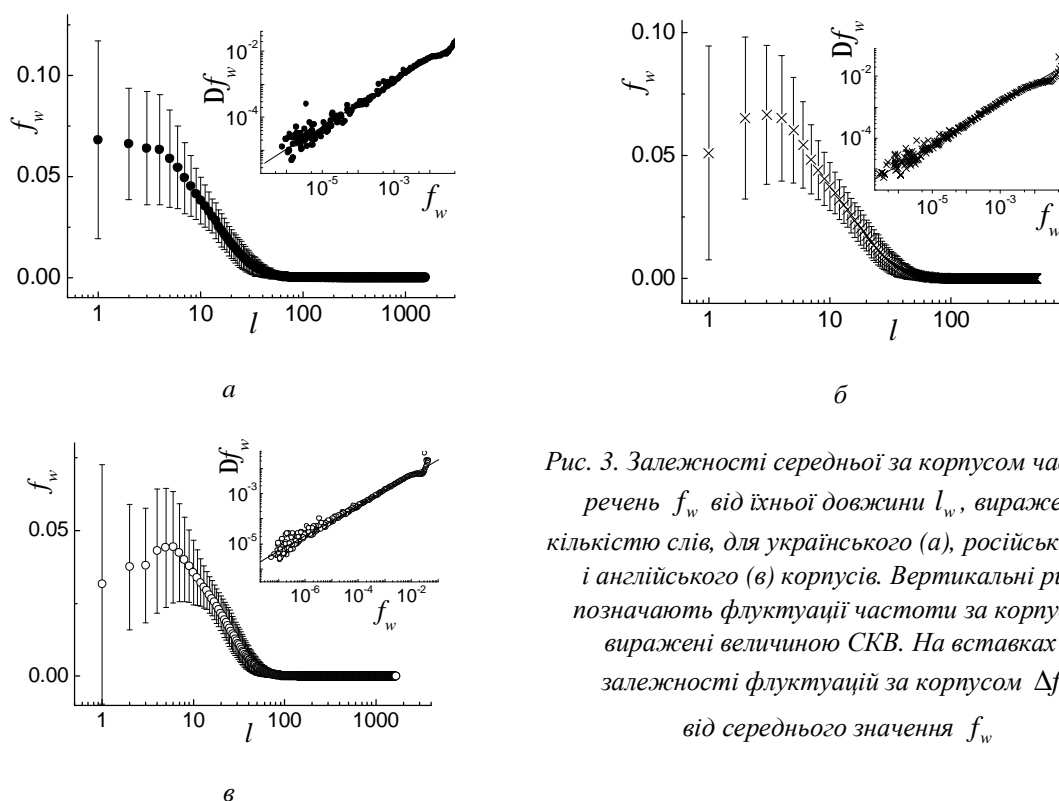 0.10
0.05
0.00
f_w
1
10
100
1000
l
Df_w
10^-2
10^-4
10^-5
10^-3
f_w
а
0.10
0.05
0.00
f_w
1
10
100
l
Df_w
10^-2
10^-4
10^-5
10^-3
f_w
б
0.05
0.00
f_w
1
10
100
1000
l
Df_w
10^-3
10^-5
10^-6
10^-4
10^-2
f_w
в
Рис. 3. Залежності середньої за корпусом
речень f_w від їхньої довжини l_w,
кількістю слів, для українського (а),
і англійського (в) корпусів. Вертикальні
позначають флуктуації частоти за
виражені величиною СКВ. На вставках
залежності флуктуацій за корпусом Δf
від середнього значення f_w